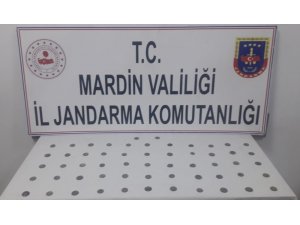 T.C.
MARDİN VALİLİĞİ
İL JANDARMA KOMUTANLIĞI